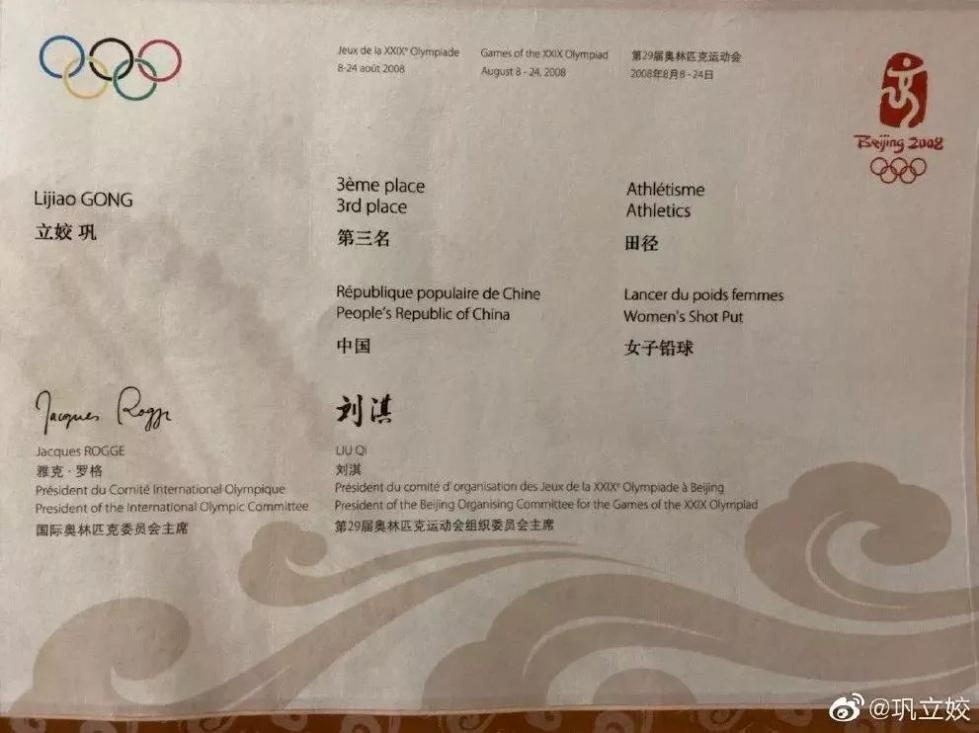 Jeux de la XXIXᵉ Olympiade
8-24 août 2008
Games of the XXIX Olympiad
August 8 - 24, 2008
第29届奥林匹克运动会
2008年8月8-24日
Beijing 2008
Lijiao GONG
立姣 巩
3ème place
3rd place
第三名
Athlétisme
Athletics
田径
République populaire de Chine
People's Republic of China
中国
Lancer du poids femmes
Women's Shot Put
女子铅球
Jacques Rogge
Jacques ROGGE
雅克·罗格
Président du Comité International Olympique
President of the International Olympic Committee
国际奥林匹克委员会主席
刘淇
LIU Qi
刘淇
Président du comité d'organisation des Jeux de la XXIXᵉ Olympiade à Beijing
President of the Beijing Organising Committee for the Games of the XXIX Olympiad
第29届奥林匹克运动会组织委员会主席
@巩立姣